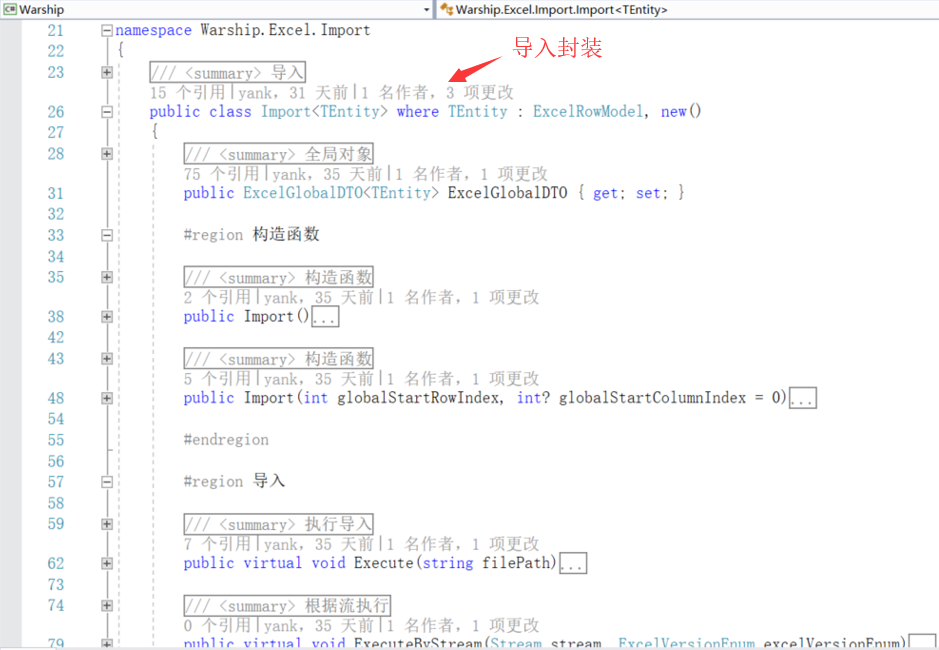 Warship
Warship.Excel.Import.Import<TEntity>
导入封装
21 namespace Warship.Excel.Import
22 {
23 /// <summary> 导入
15 个引用|yank，31 天前|1 名作者，3 项更改
26 public class Import<TEntity> where TEntity : ExcelRowModel, new()
27 {
28 /// <summary> 全局对象
75 个引用|yank，35 天前|1 名作者，1 项更改
31 public ExcelGlobalDTO<TEntity> ExcelGlobalDTO { get; set; }
32
33 #region 构造函数
34
35 /// <summary> 构造函数
2 个引用|yank，35 天前|1 名作者，1 项更改
38 public Import()...
42
43 /// <summary> 构造函数
5 个引用|yank，35 天前|1 名作者，1 项更改
48 public Import(int globalStartRowIndex, int? globalStartColumnIndex = 0)...
54
55 #endregion
56
57 #region 导入
58
59 /// <summary> 执行导入
7 个引用|yank，35 天前|1 名作者，1 项更改
62 public virtual void Execute(string filePath)...
73
74 /// <summary> 根据流执行
0 个引用|yank，35 天前|1 名作者，1 项更改
79 public virtual void ExecuteByStream(Stream stream, ExcelVersionEnum excelVersionEnum)